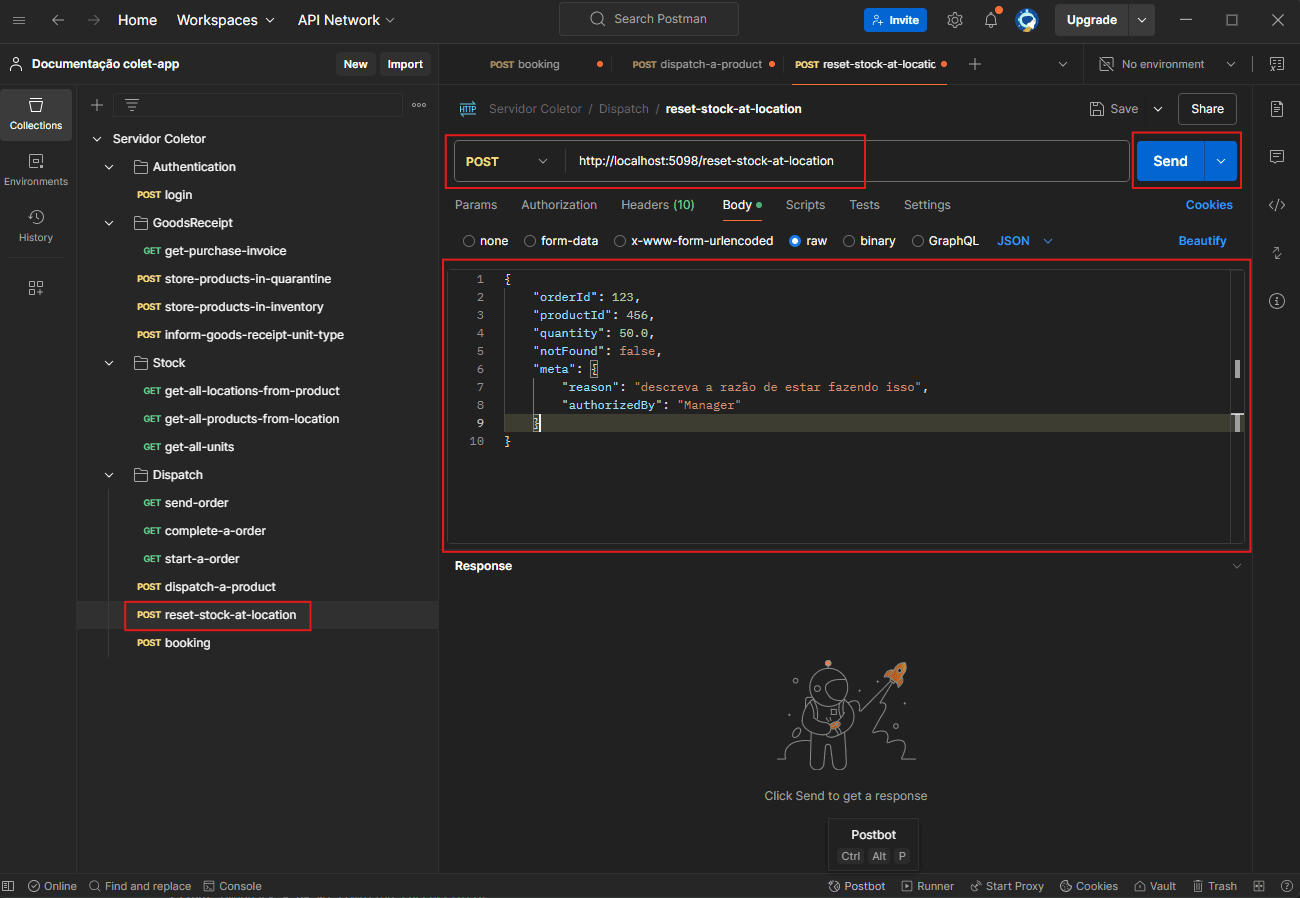 Home Workspaces API Network Search Postman Invite Upgrade
Documentação colet-app New Import POST booking POST dispatch-a-product POST reset-stock-at-locatic No environment
Collections
Environments
History
Servidor Coletor
Authentication
POST login
GoodsReceipt
GET get-purchase-invoice
POST store-products-in-quarantine
POST store-products-in-inventory
POST inform-goods-receipt-unit-type
Stock
GET get-all-locations-from-product
GET get-all-products-from-location
GET get-all-units
Dispatch
GET send-order
GET complete-a-order
GET start-a-order
POST dispatch-a-product
POST reset-stock-at-location
POST booking
HTTP Servidor Coletor / Dispatch / reset-stock-at-location Save Share
POST http://localhost:5098/reset-stock-at-location Send
Params Authorization Headers (10) Body Scripts Tests Settings Cookies
none form-data x-www-form-urlencoded raw binary GraphQL JSON Beautify
1 {
2 "orderId": 123,
3 "productId": 456,
4 "quantity": 50.0,
5 "notFound": false,
6 "meta": {
7 "reason": "descreva a razão de estar fazendo isso",
8 "authorizedBy": "Manager"
9 }
10 }
Response
Click Send to get a response
Postbot
Ctrl Alt P
Online Find and replace Console Postbot Runner Start Proxy Cookies Vault Trash